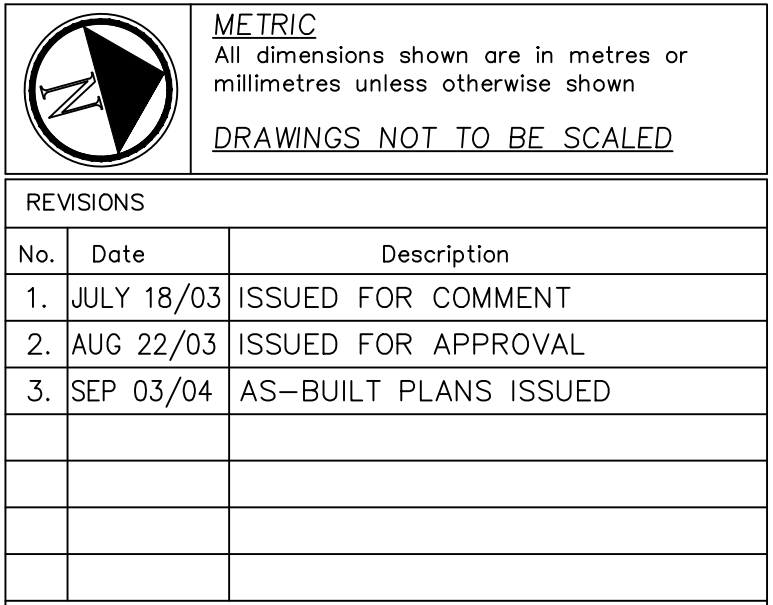 N
METRIC
All dimensions shown are in metres or
millimetres unless otherwise shown
DRAWINGS NOT TO BE SCALED
REVISIONS
No. Date Description
1. JULY 18/03 ISSUED FOR COMMENT
2. AUG 22/03 ISSUED FOR APPROVAL
3. SEP 03/04 AS-BUILT PLANS ISSUED